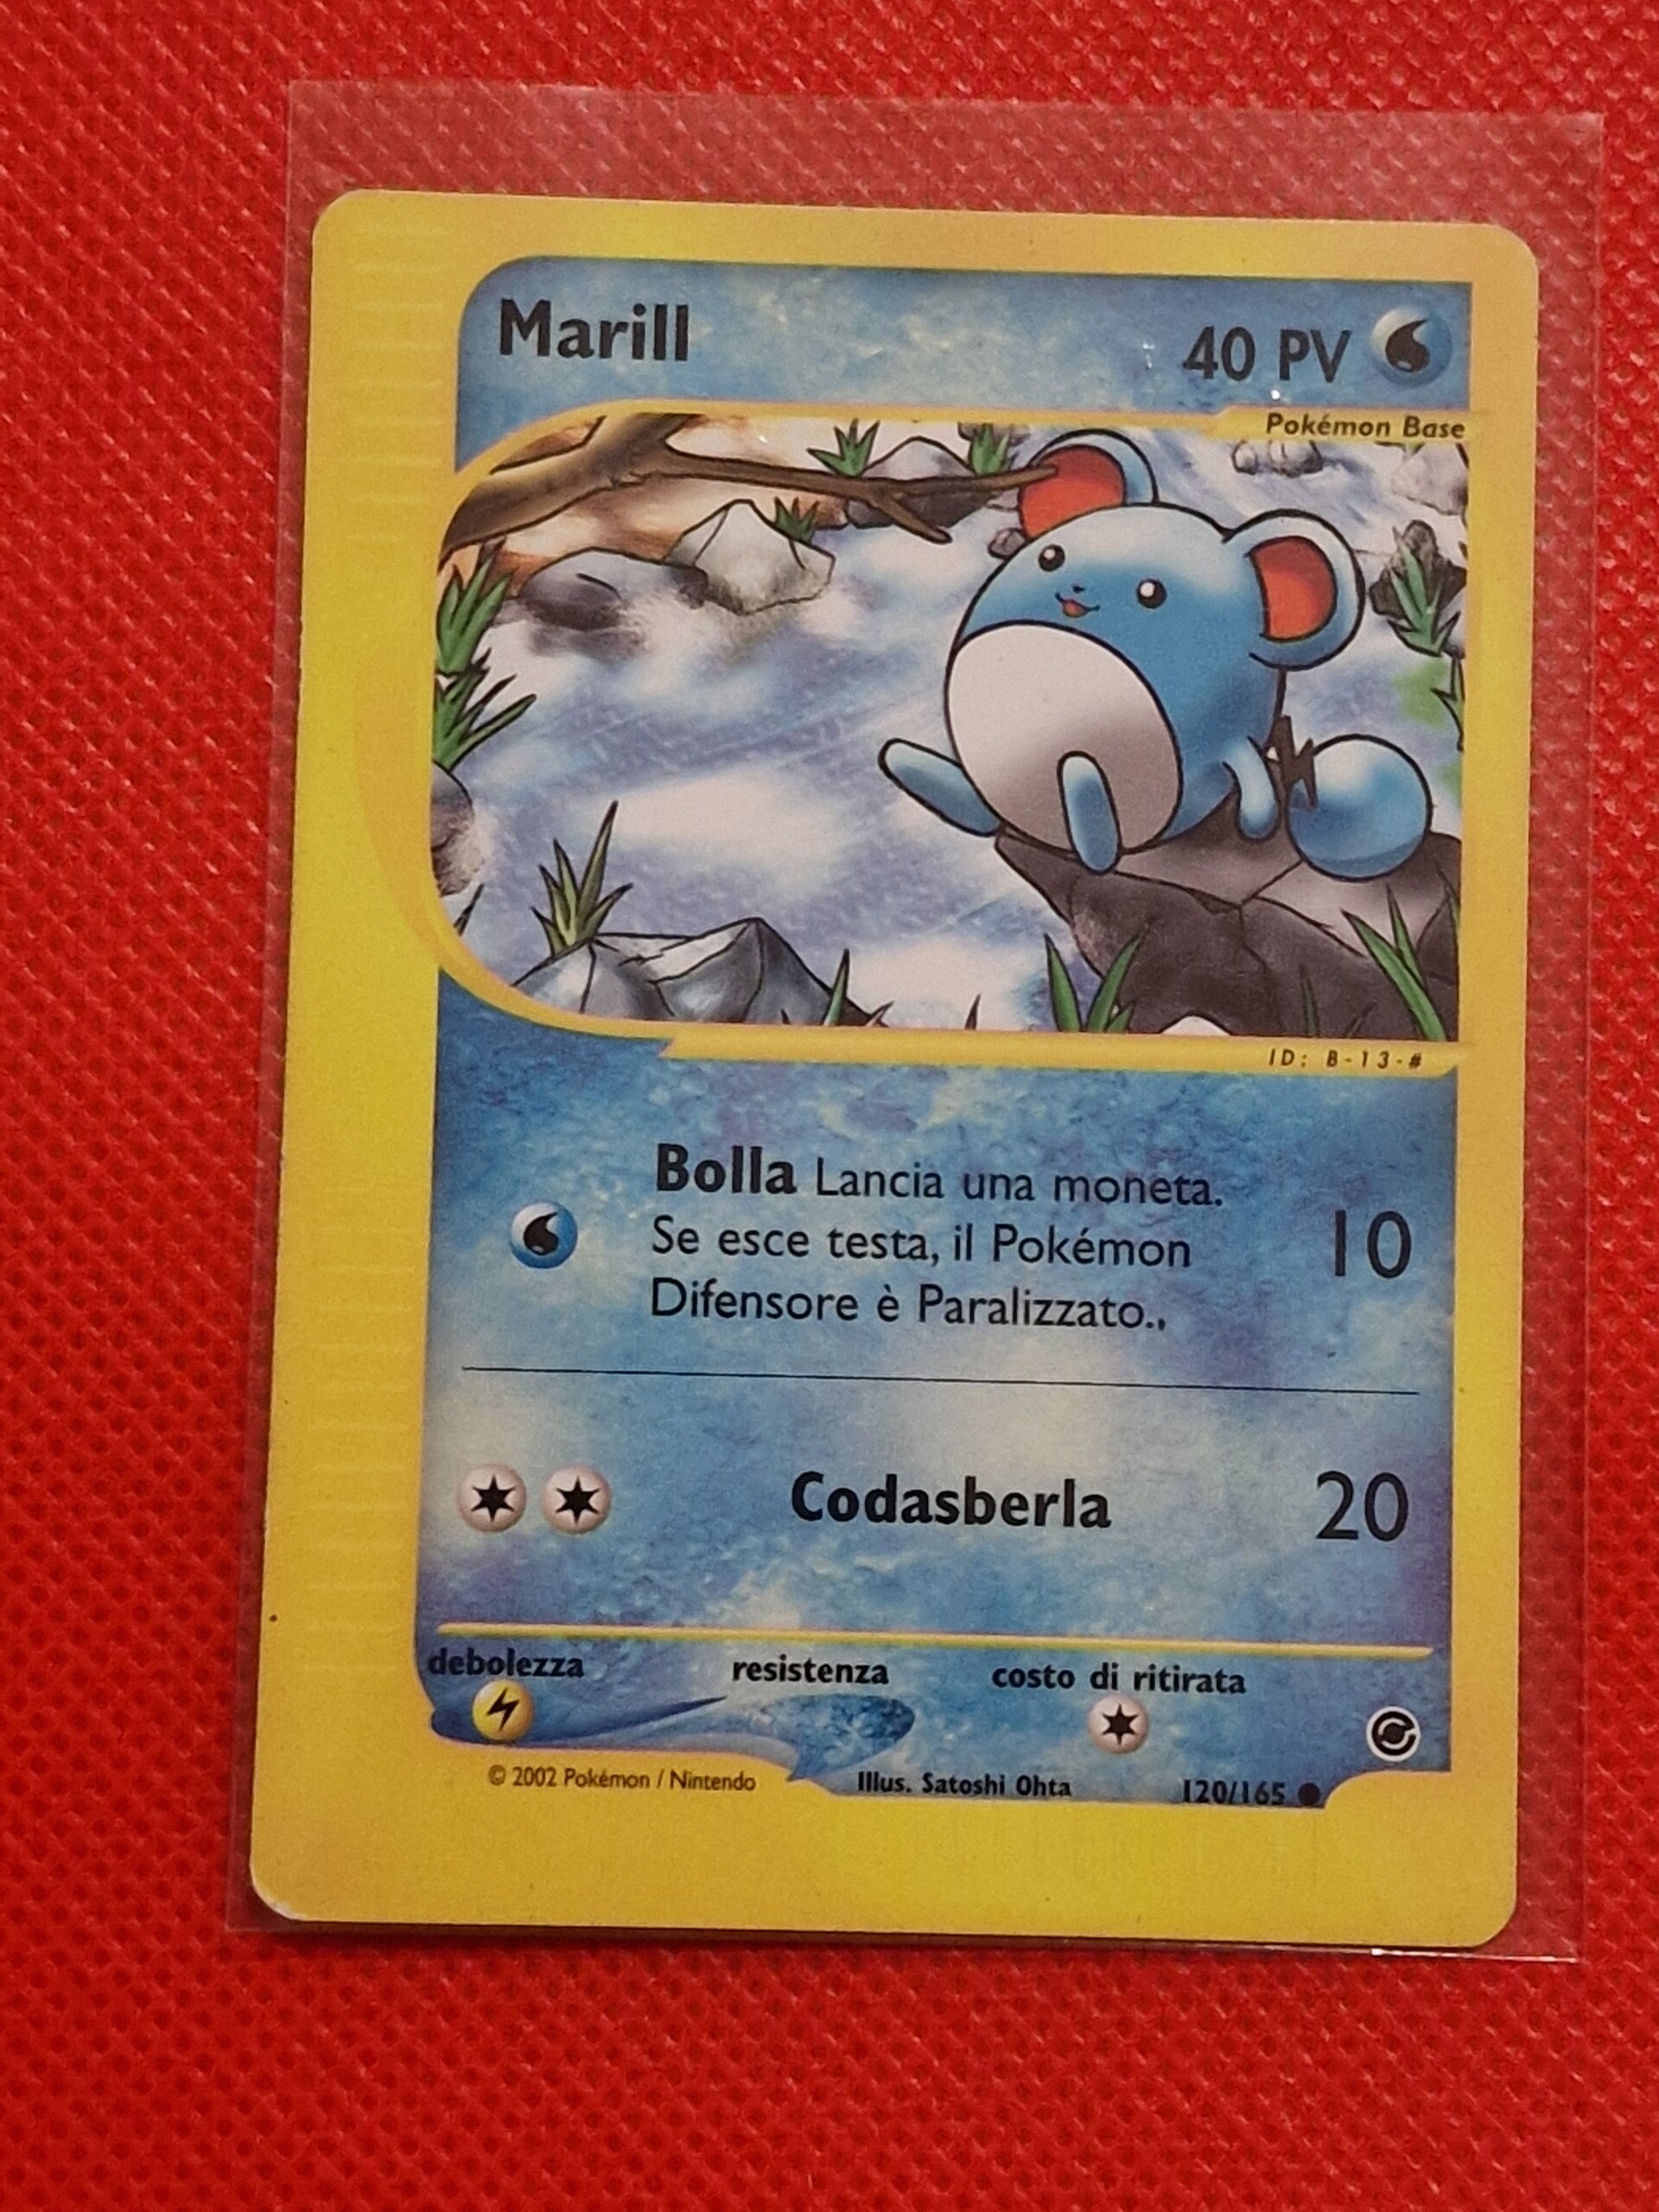 Marill
40 PV
Pokémon Base
ID: B-13-#
Bolla Lancia una moneta.
Se esce testa, il Pokémon
Difensore è Paralizzato..
10
Codasberla
20
debolezza resistenza costo di ritirata
© 2002 Pokémon / Nintendo Illus. Satoshi Ohta 120/165